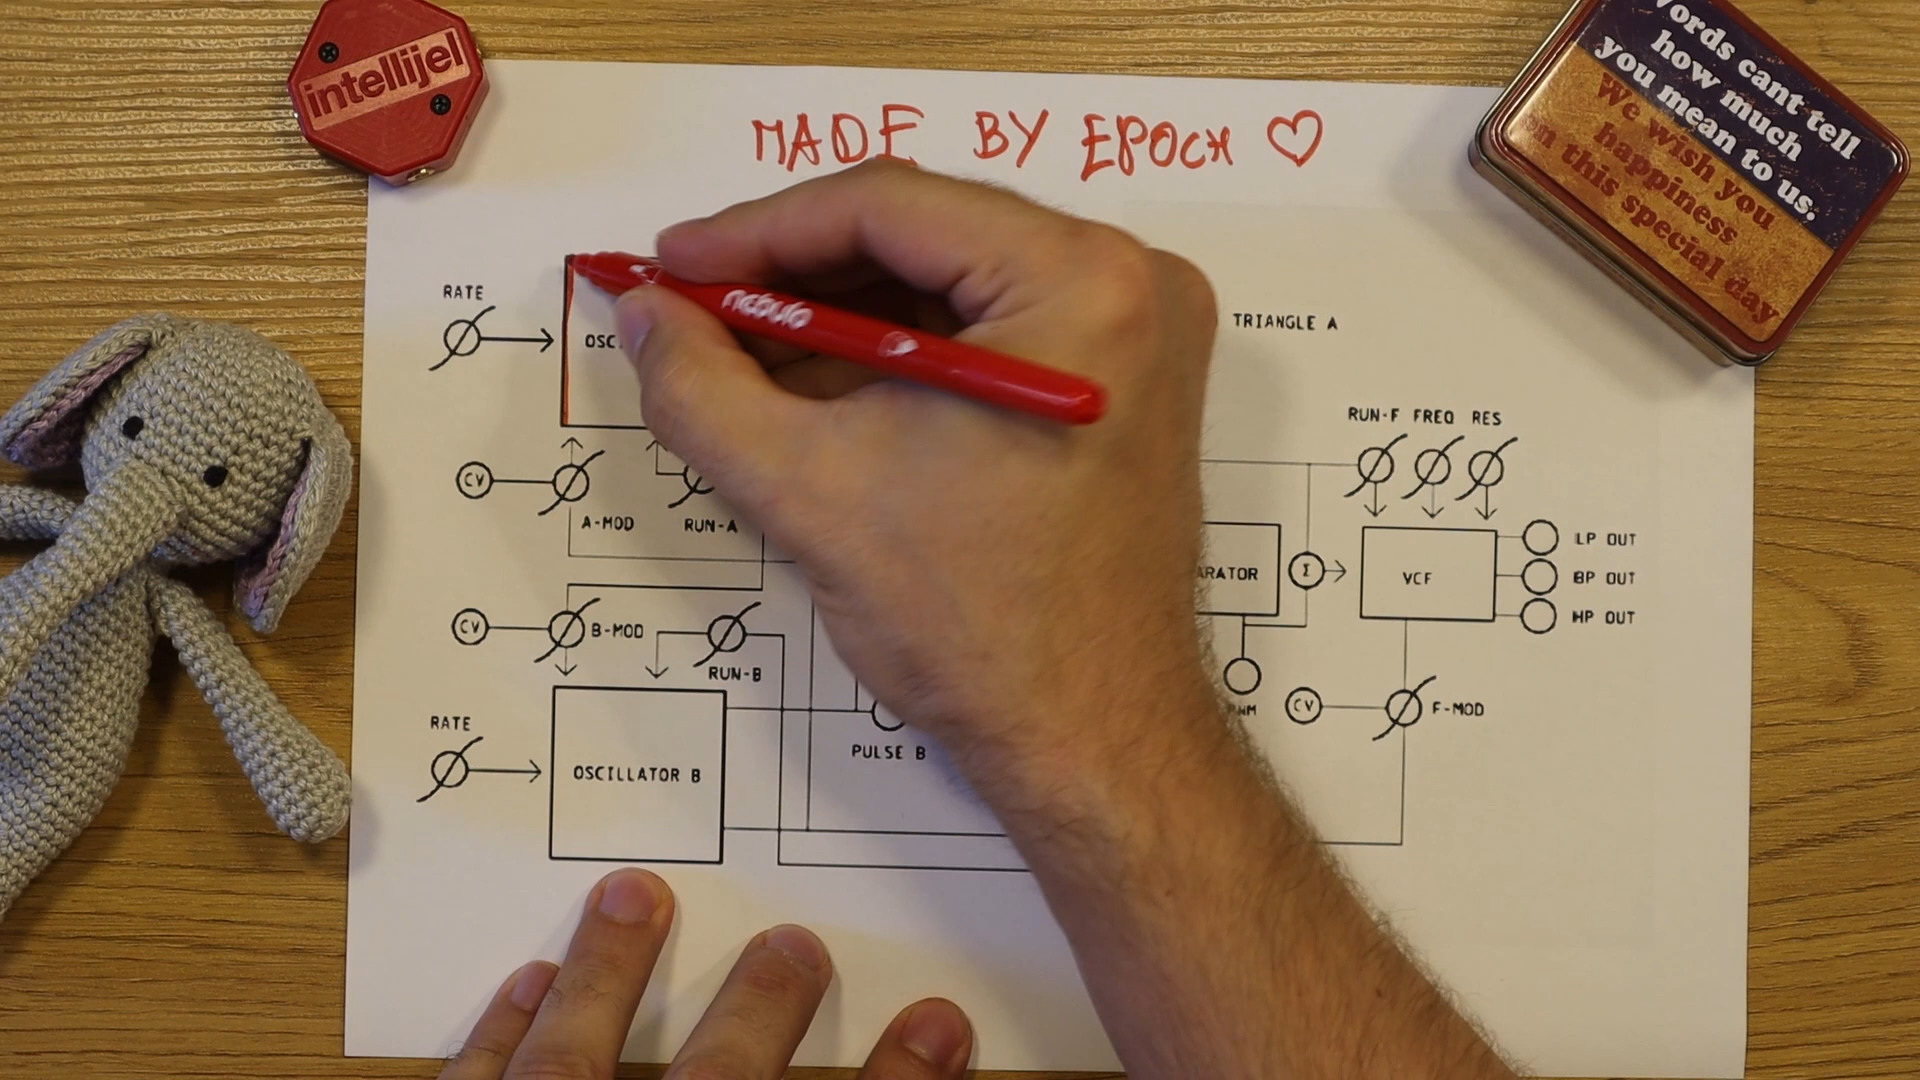 intellijel
MADE BY EPOCH ♡
Words cant tell
how much
you mean to us.
We wish you
happiness
on this
special day
RATE
OSC
TRIANGLE A
RUN-F FREQ RES
CV
A-MOD
RUN-A
LP OUT
BP OUT
HP OUT
Σ
VCF
CV
B-MOD
RUN-B
CV
F-MOD
RATE
PULSE B
OSCILLATOR B
nebulo